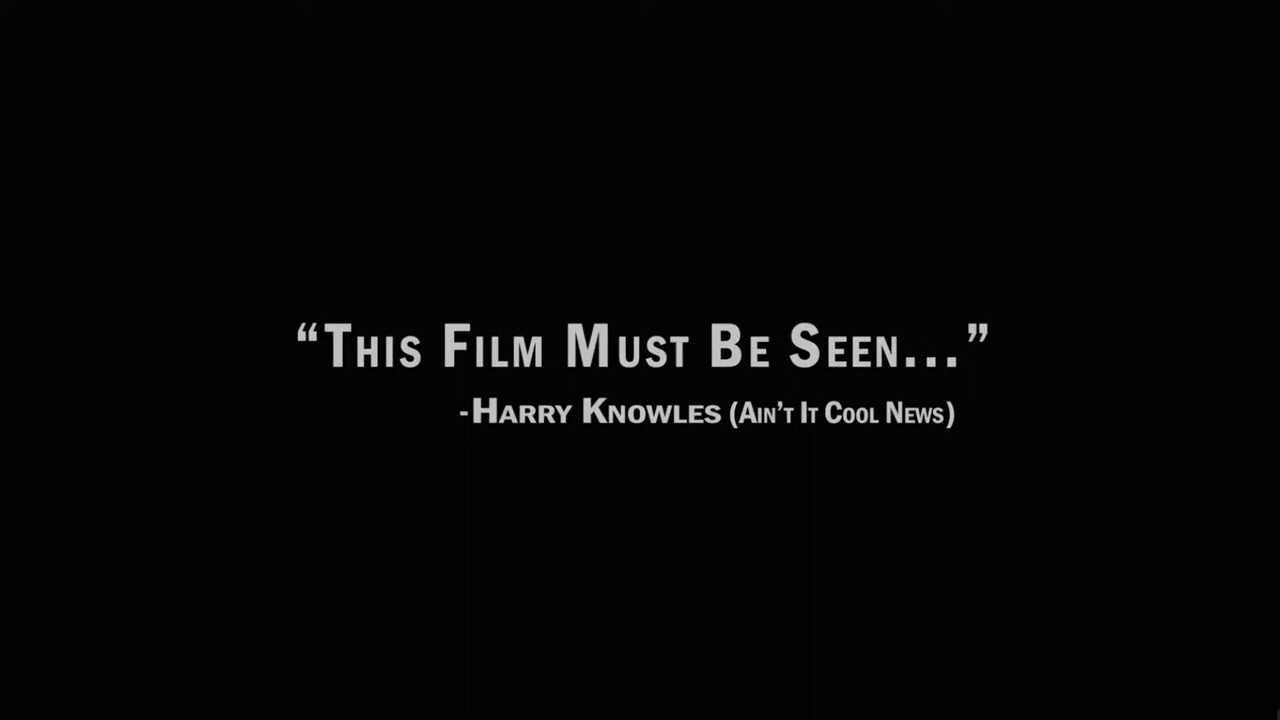 “This Film Must Be Seen...”
-Harry Knowles (Ain’t It Cool News)